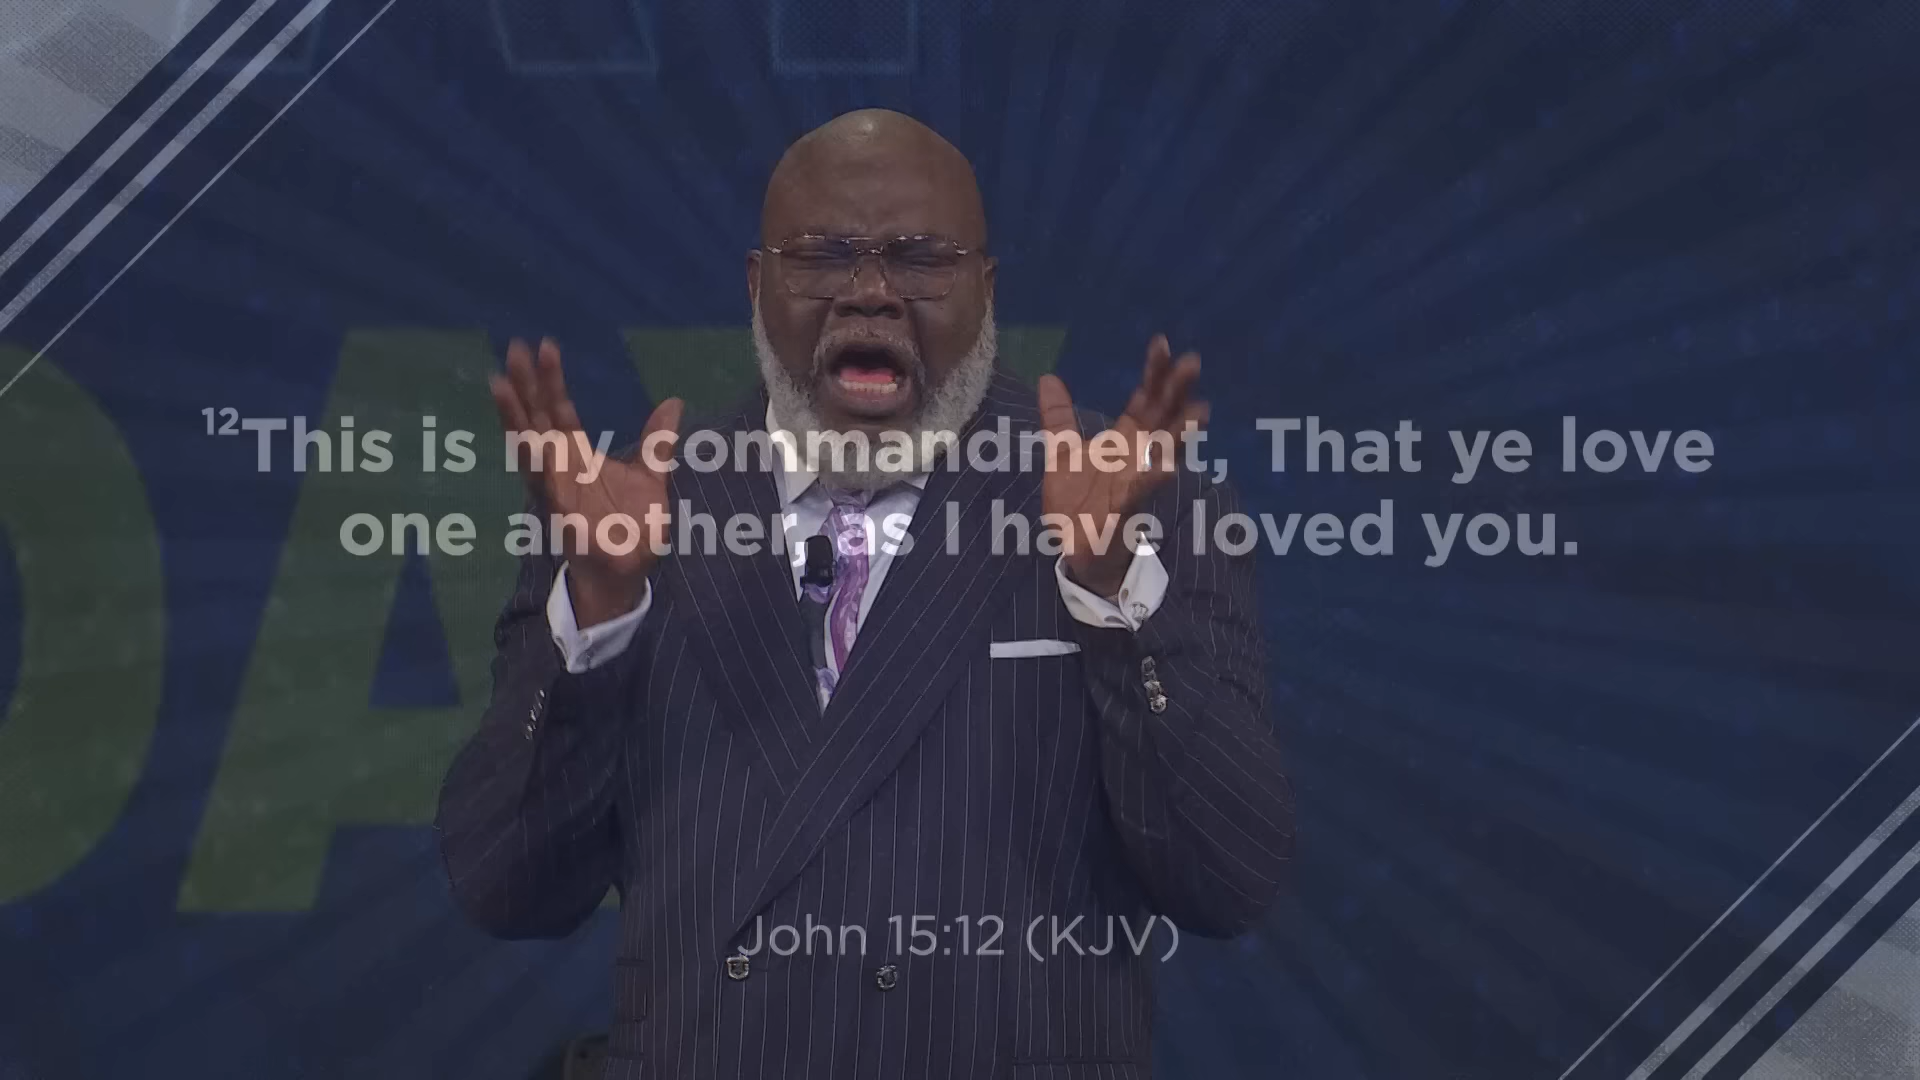 ¹²This is my commandment, That ye love
one another, as I have loved you.
John 15:12 (KJV)